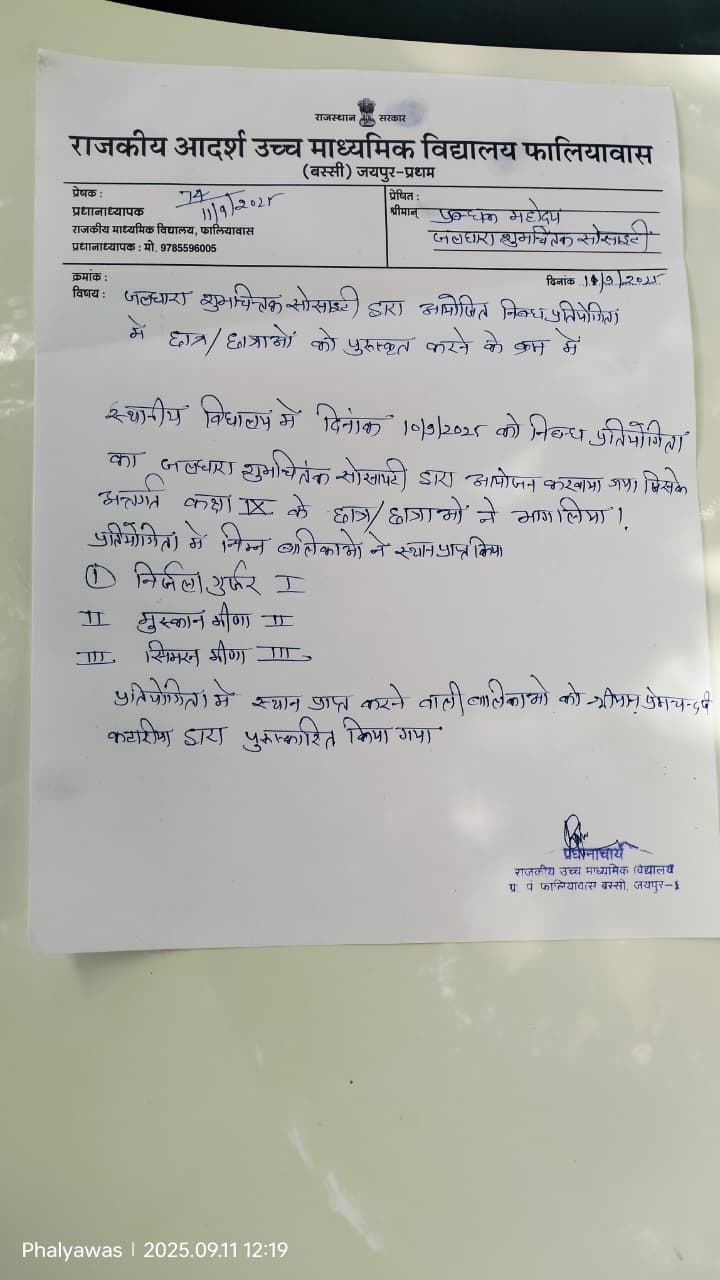 राजस्थान सरकार
राजकीय आदर्श उच्च माध्यमिक विद्यालय फालियावास
(बस्सी) जयपुर-प्रथम
प्रेषक :
74
11/9/2025
प्रधानाध्यापक
राजकीय माध्यमिक विद्यालय, फालियावास
प्रधानाध्यापक : मो. 9785596005
प्रेषित :
श्रीमान् प्रबन्धक महोदय
जलधारा शुभचिंतक सोसाइटी
क्रमांक :
दिनांक 11/9/2025
विषय : जलधारा शुभचिंतक सोसाइटी द्वारा आयोजित निबन्ध प्रतियोगिता
में छात्र/छात्राओं को पुरूस्कृत करने के क्रम में
स्थानीय विधालय में दिनांक 10/9/2025 को निबन्ध प्रतियोगिता
का जलधारा शुभचिंतक सोसायटी द्वारा आयोजन करवाया गया जिसके
अन्तर्गत कक्षा IX के छात्र/छात्राओं ने भाग लिया।
प्रतियोगिता में निम्न बालिकाओं ने स्थान प्राप्त किया
① निर्जला गुर्जर I
II मुस्कान मीणा II
III सिमरन मीणा III
प्रतियोगिता में स्थान प्राप्त करने वाली बालिकाओं को श्रीमान् प्रेमचन्द जी
कटारीया द्वारा पुरूस्कारित किया गया
प्रधानाचार्य
राजकीय उच्च माध्यमिक विद्यालय
फालियावास बस्सी, जयपुर-I
Phalyawas | 2025.09.11 12:19